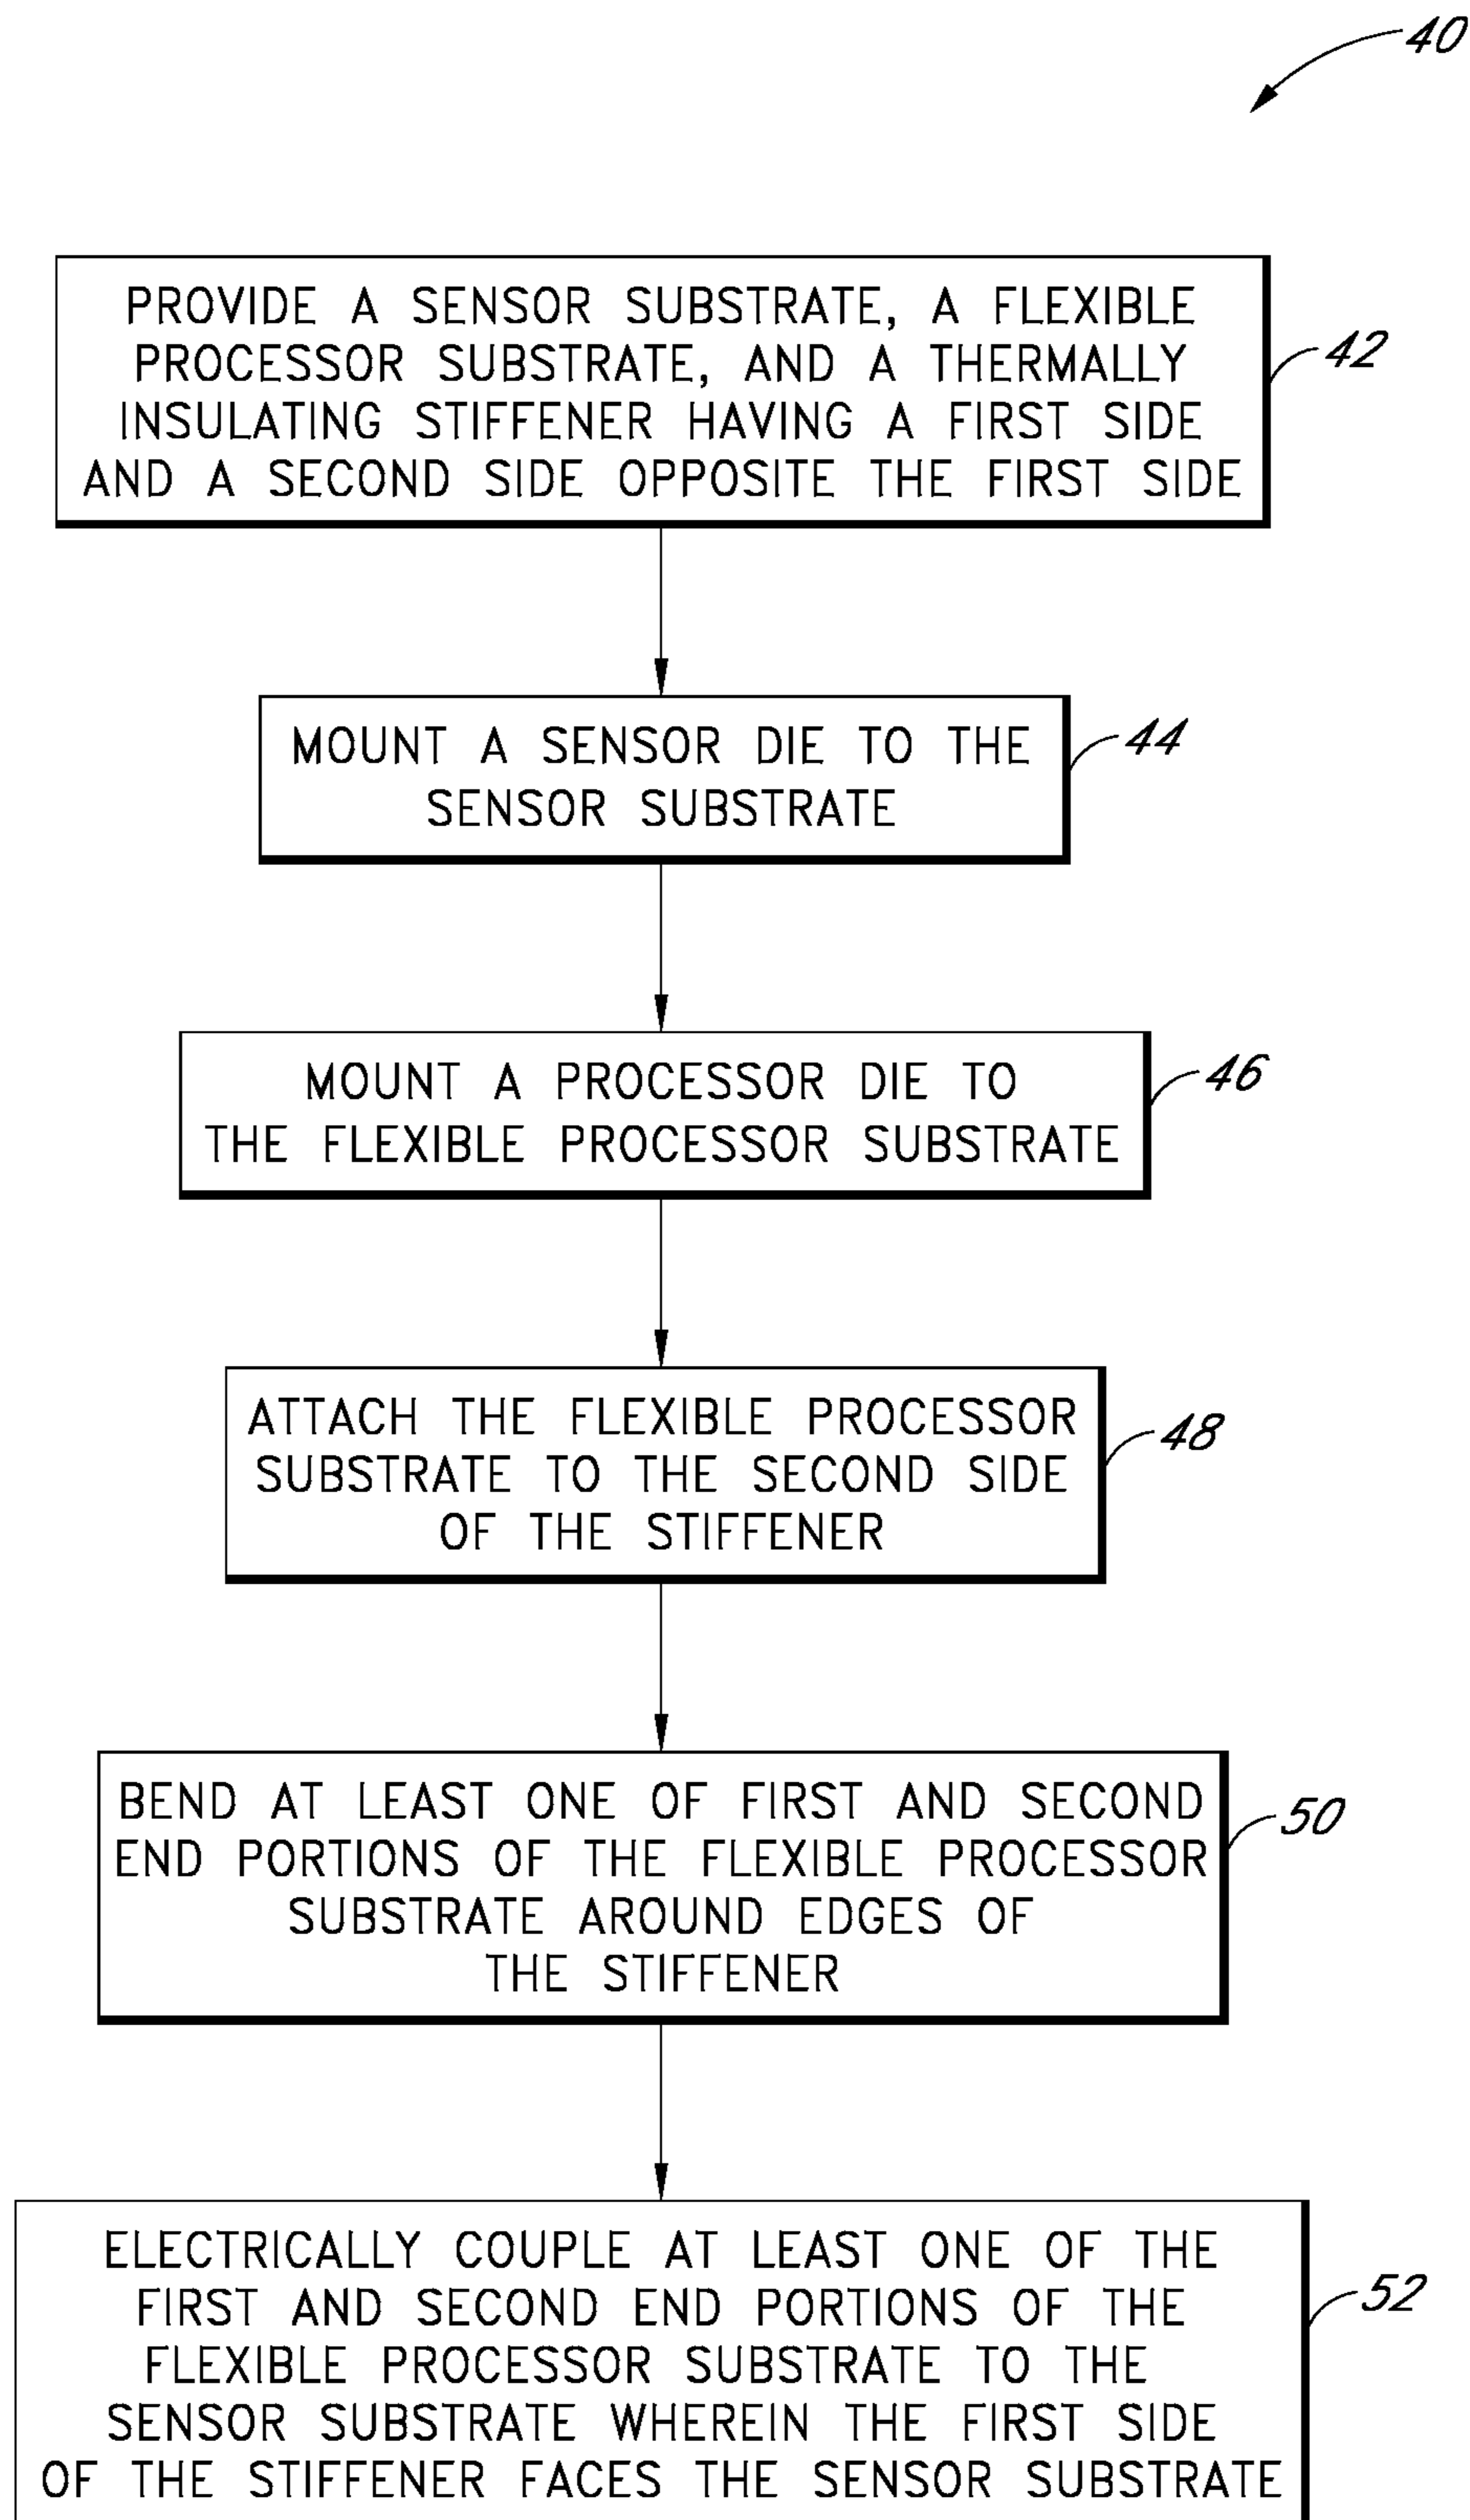 40
PROVIDE A SENSOR SUBSTRATE, A FLEXIBLE
PROCESSOR SUBSTRATE, AND A THERMALLY
INSULATING STIFFENER HAVING A FIRST SIDE
AND A SECOND SIDE OPPOSITE THE FIRST SIDE
42
MOUNT A SENSOR DIE TO THE
SENSOR SUBSTRATE
44
MOUNT A PROCESSOR DIE TO
THE FLEXIBLE PROCESSOR SUBSTRATE
46
ATTACH THE FLEXIBLE PROCESSOR
SUBSTRATE TO THE SECOND SIDE
OF THE STIFFENER
48
BEND AT LEAST ONE OF FIRST AND SECOND
END PORTIONS OF THE FLEXIBLE PROCESSOR
SUBSTRATE AROUND EDGES OF
THE STIFFENER
50
ELECTRICALLY COUPLE AT LEAST ONE OF THE
FIRST AND SECOND END PORTIONS OF THE
FLEXIBLE PROCESSOR SUBSTRATE TO THE
SENSOR SUBSTRATE WHEREIN THE FIRST SIDE
OF THE STIFFENER FACES THE SENSOR SUBSTRATE
52